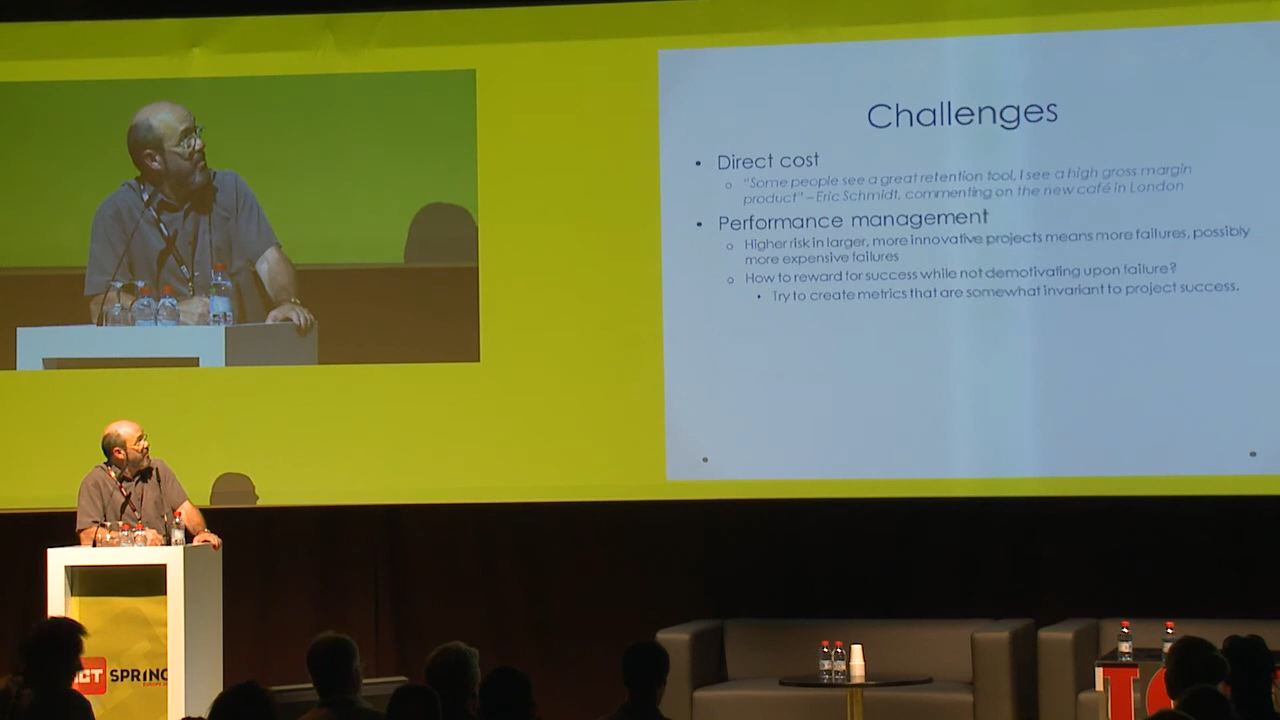 Challenges
• Direct cost
o "Some people see a great retention tool, I see a high gross margin
product" – Eric Schmidt, commenting on the new café in London
• Performance management
o Higher risk in larger, more innovative projects means more failures, possibly
more expensive failures
o How to reward for success while not demotivating upon failure?
• Try to create metrics that are somewhat invariant to project success.
ICT SPRING